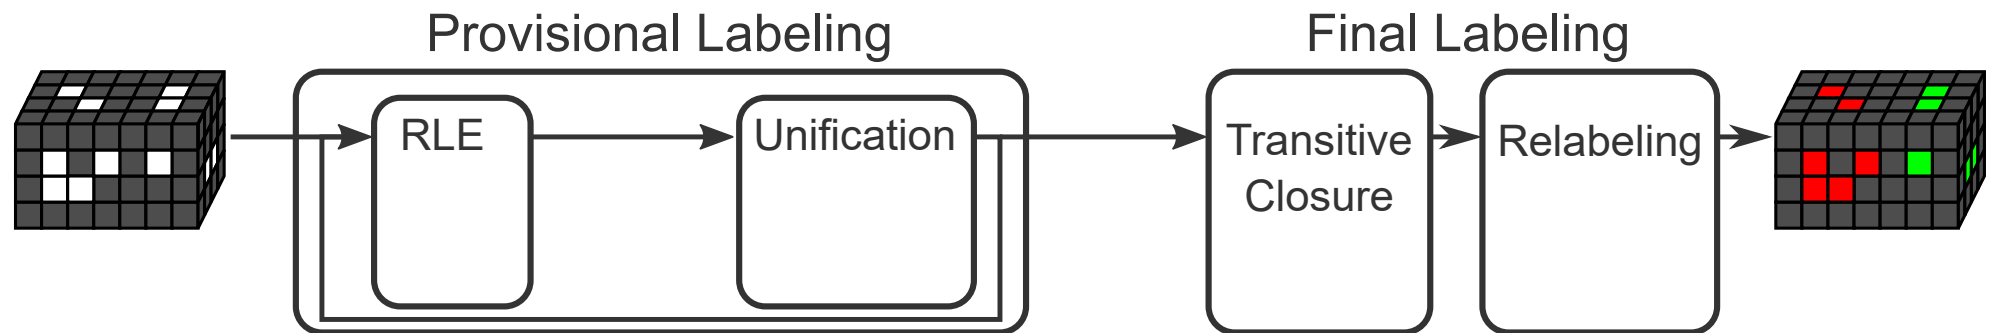 Provisional Labeling
Final Labeling
RLE
Unification
Transitive
Closure
Relabeling